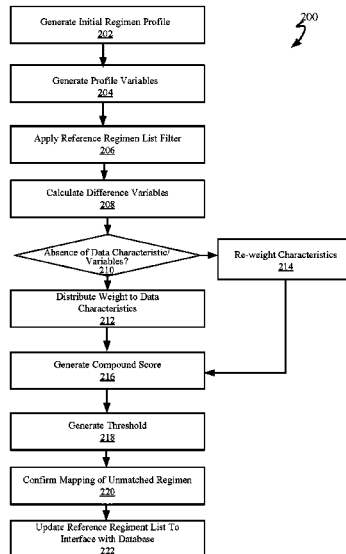 200
Generate Initial Regimen Profile
202
Generate Profile Variables
204
Apply Reference Regimen List Filter
206
Calculate Difference Variables
208
Absence of Data Characteristic/
Variables?
210
Re-weight Characteristics
214
Distribute Weight to Data
Characteristics
212
Generate Compound Score
216
Generate Threshold
218
Confirm Mapping of Unmatched Regimen
220
Update Reference Regiment List To
Interface with Database
222